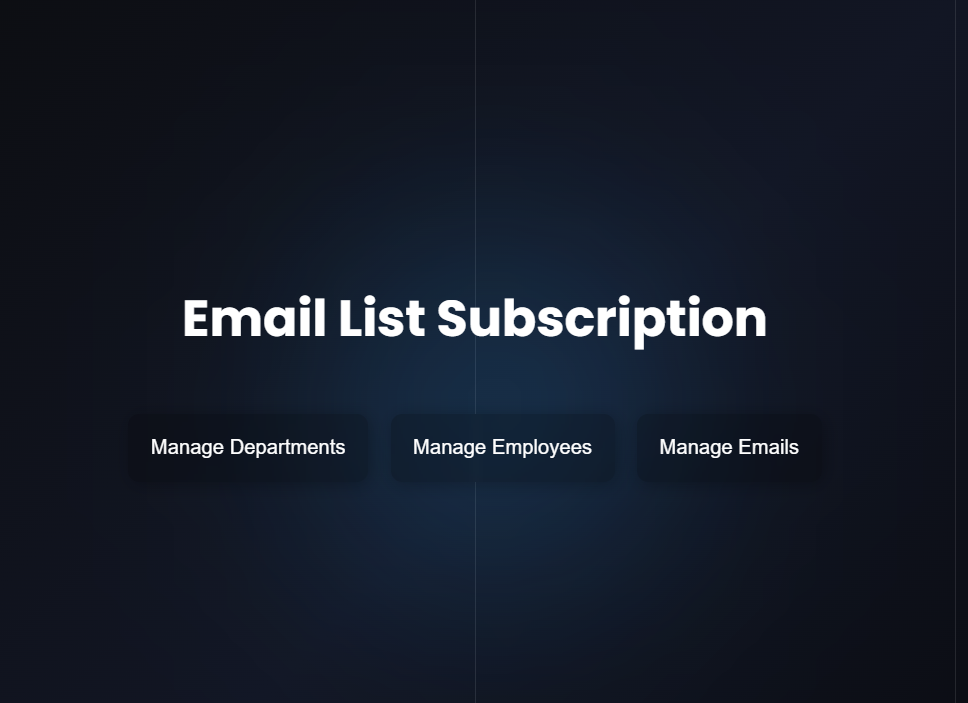 Email List Subscription
Manage Departments
Manage Employees
Manage Emails